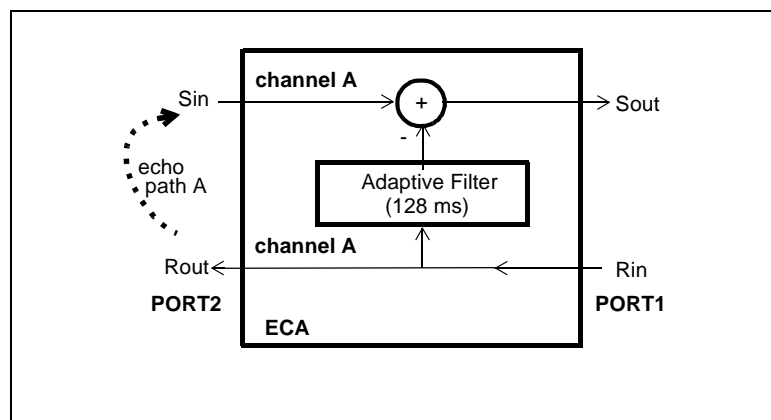 channel A
Sin
+
Sout
-
echo
path A
Adaptive Filter
(128 ms)
channel A
Rout
Rin
PORT2
PORT1
ECA